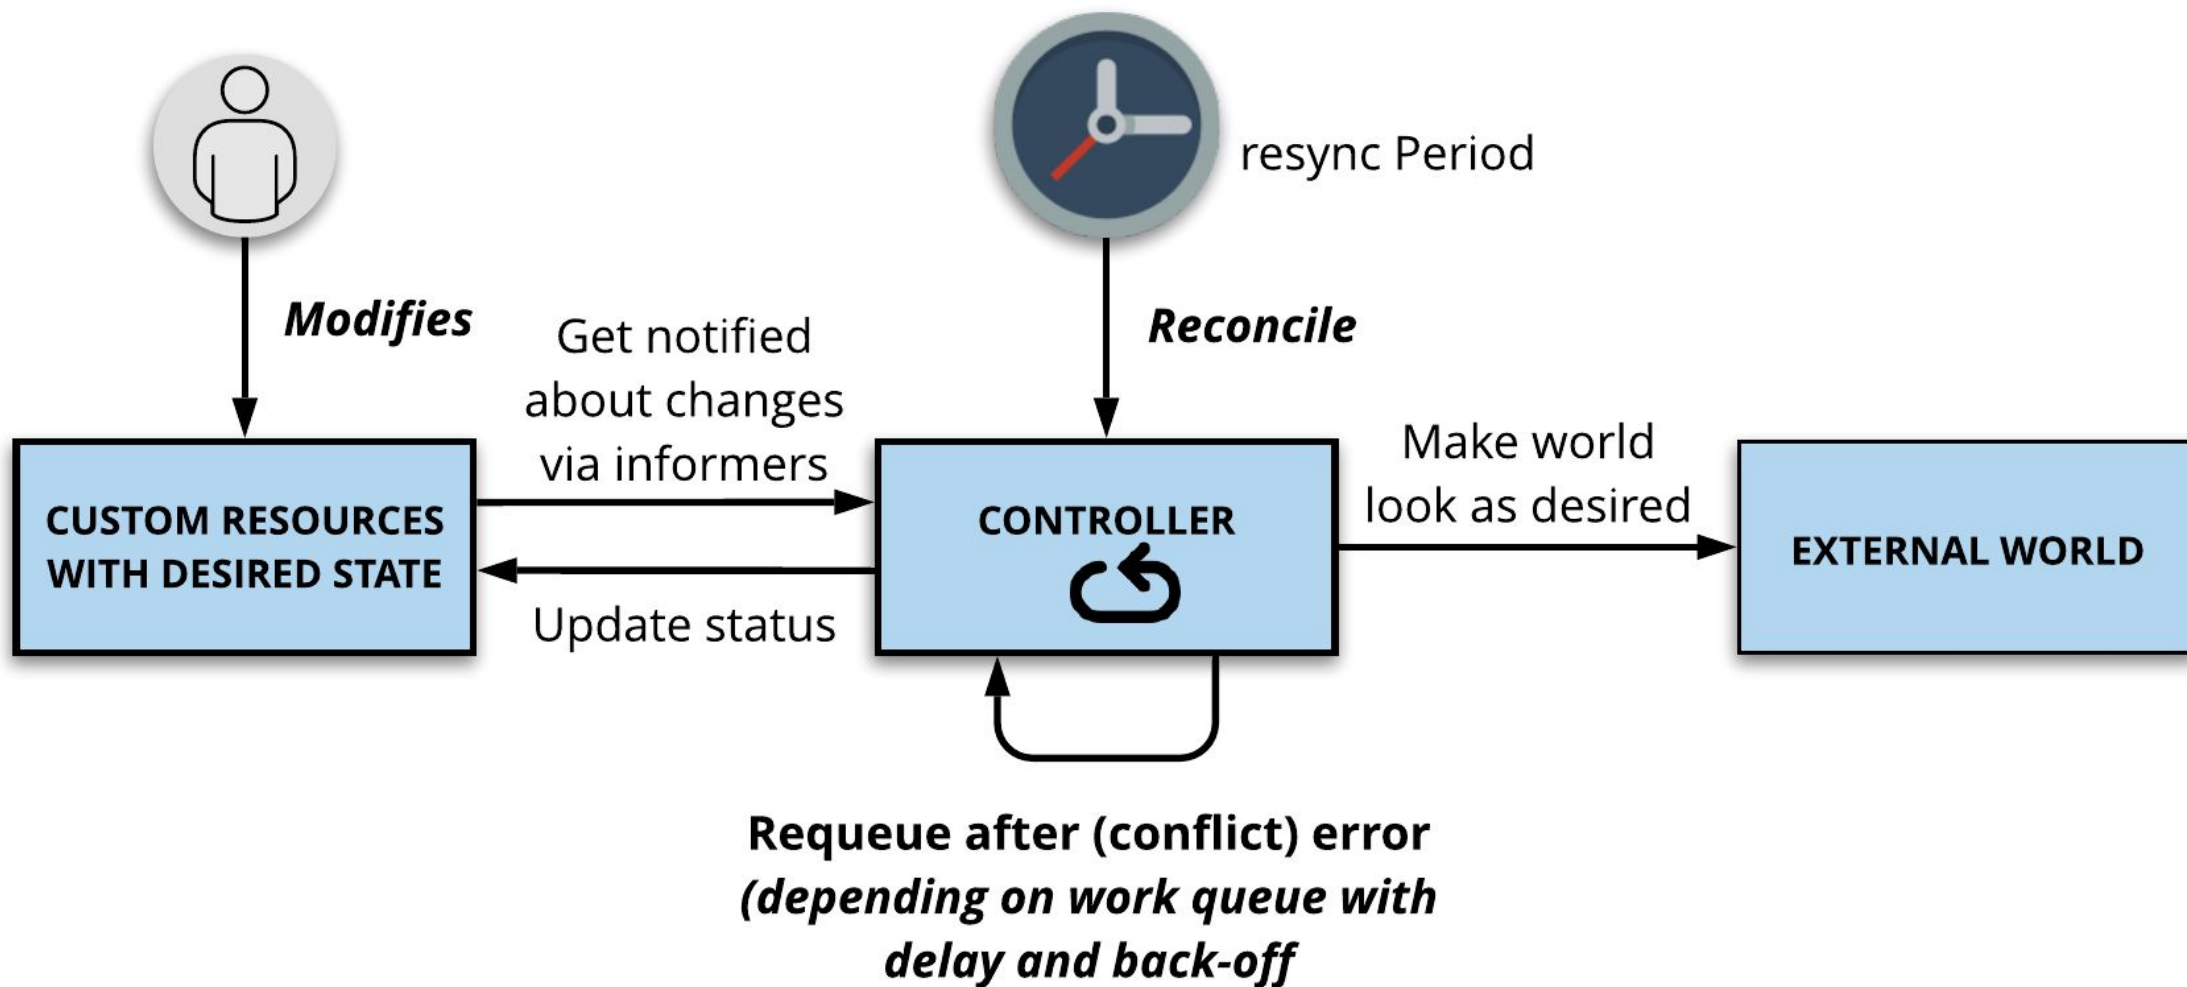 resync Period
Modifies
Reconcile
Get notified
about changes
via informers
Make world
look as desired
CUSTOM RESOURCES
WITH DESIRED STATE
CONTROLLER
EXTERNAL WORLD
Update status
Requeue after (conflict) error
(depending on work queue with
delay and back-off